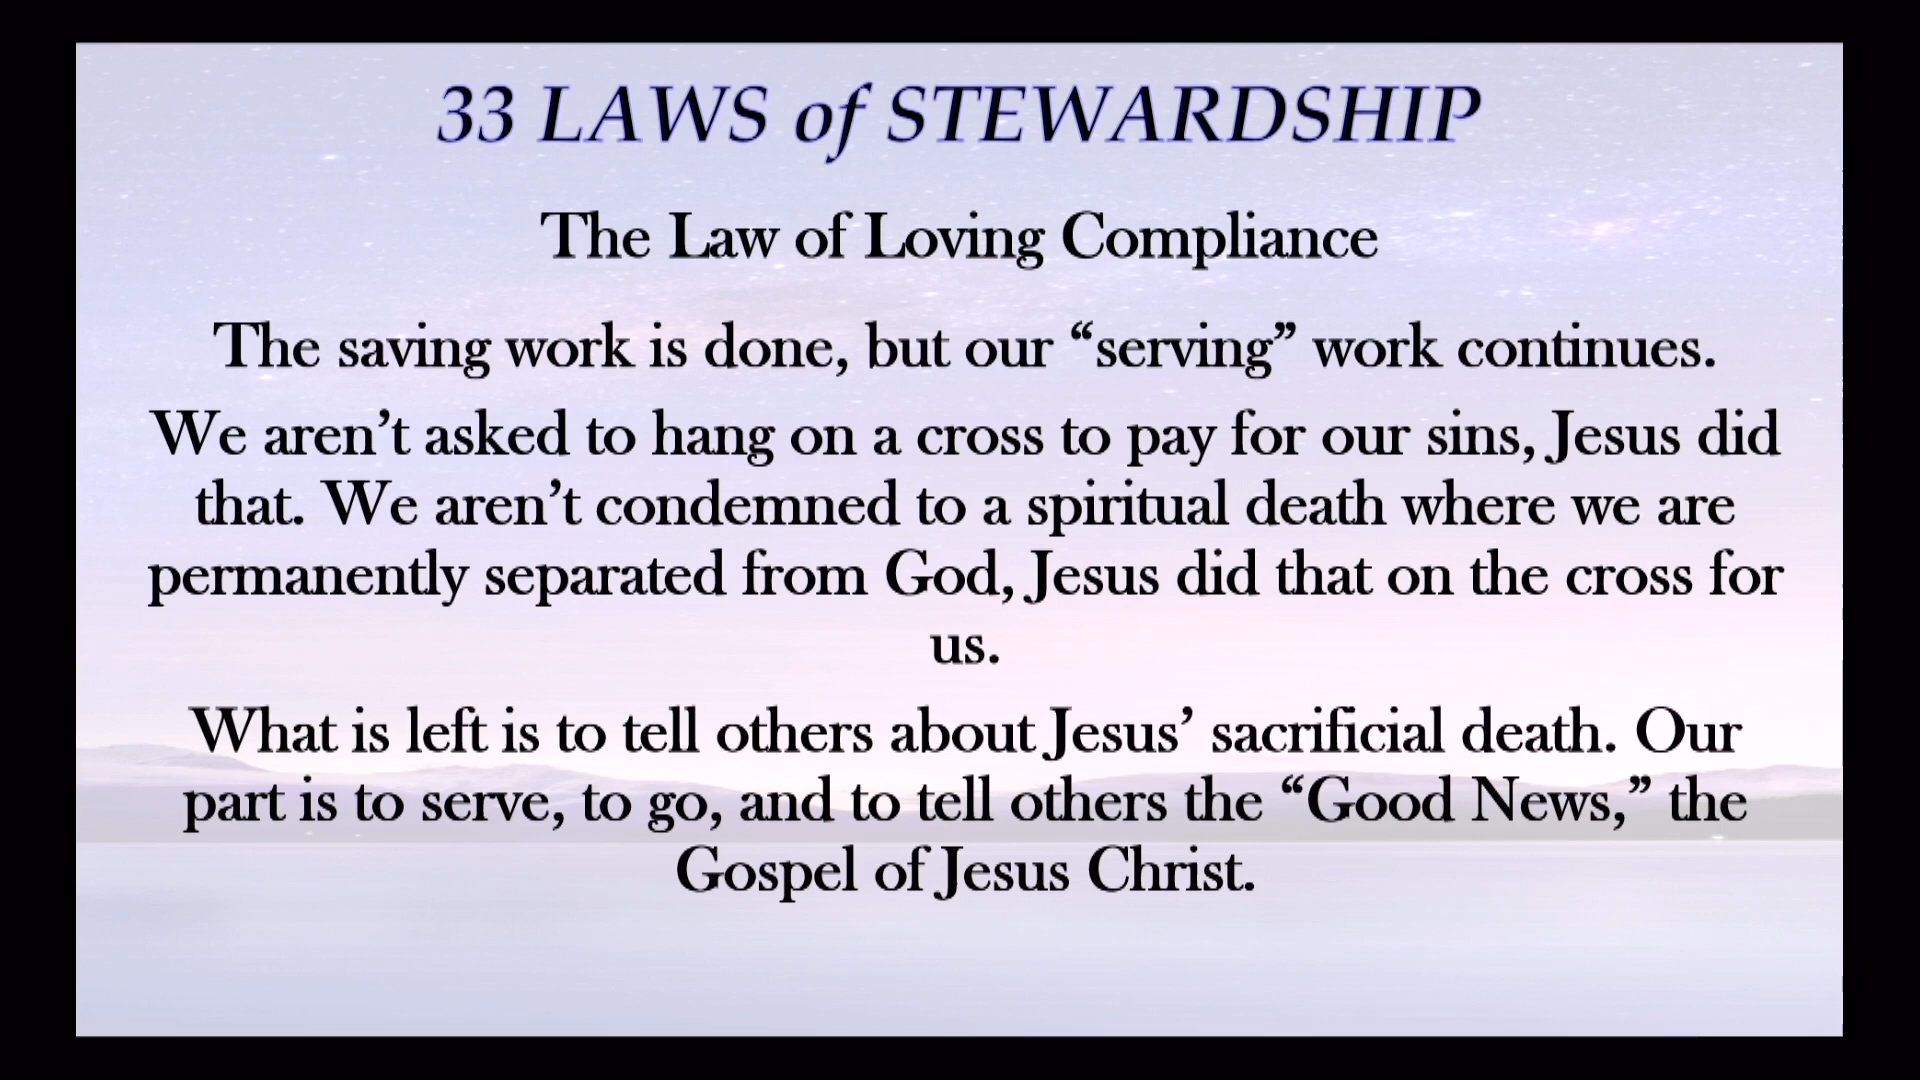 33 LAWS of STEWARDSHIP
The Law of Loving Compliance
The saving work is done, but our “serving” work continues.
We aren’t asked to hang on a cross to pay for our sins, Jesus did
that. We aren’t condemned to a spiritual death where we are
permanently separated from God, Jesus did that on the cross for
us.
What is left is to tell others about Jesus’ sacrificial death. Our
part is to serve, to go, and to tell others the “Good News,” the
Gospel of Jesus Christ.